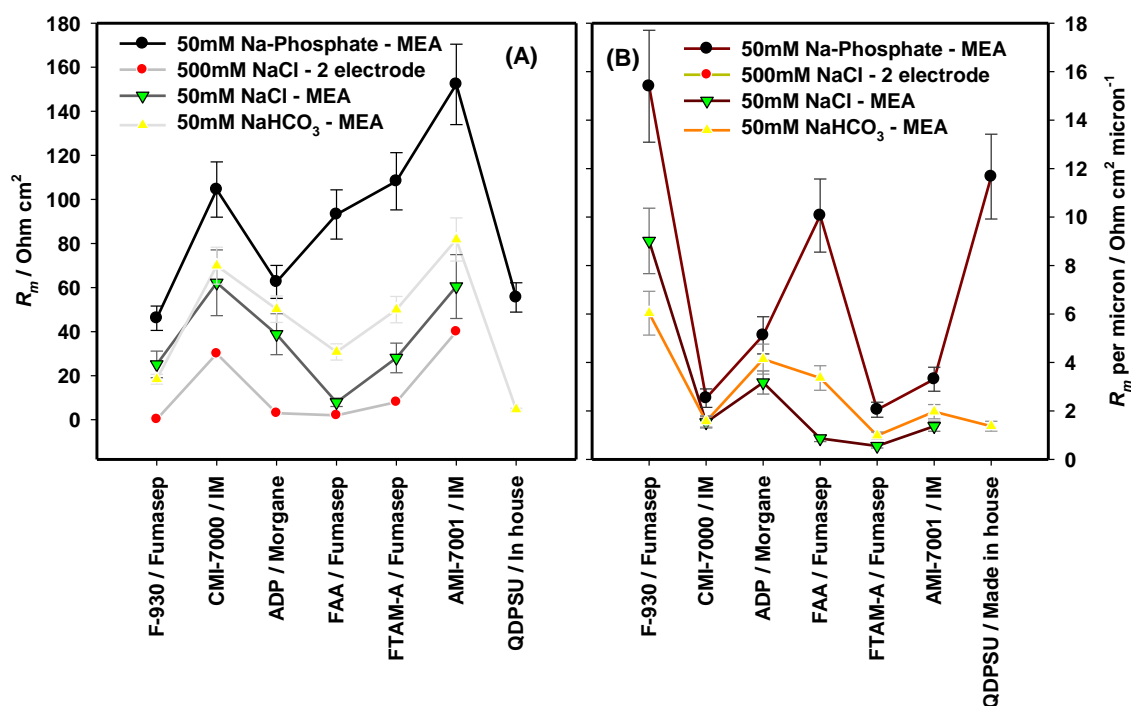 180
160
140
120
100
80
60
40
20
0
R_m / Ohm cm²
50mM Na-Phosphate - MEA
500mM NaCl - 2 electrode
50mM NaCl - MEA
50mM NaHCO₃ - MEA
(A)
F-930 / Fumasep
CMI-7000 / IM
ADP / Morgane
FAA / Fumasep
FTAM-A / Fumasep
AMI-7001 / IM
QDPSU / In house
(B)
50mM Na-Phosphate - MEA
500mM NaCl - 2 electrode
50mM NaCl - MEA
50mM NaHCO₃ - MEA
18
16
14
12
10
8
6
4
2
0
R_m per micron / Ohm cm² micron⁻¹
F-930 / Fumasep
CMI-7000 / IM
ADP / Morgane
FAA / Fumasep
FTAM-A / Fumasep
AMI-7001 / IM
QDPSU / Made in house